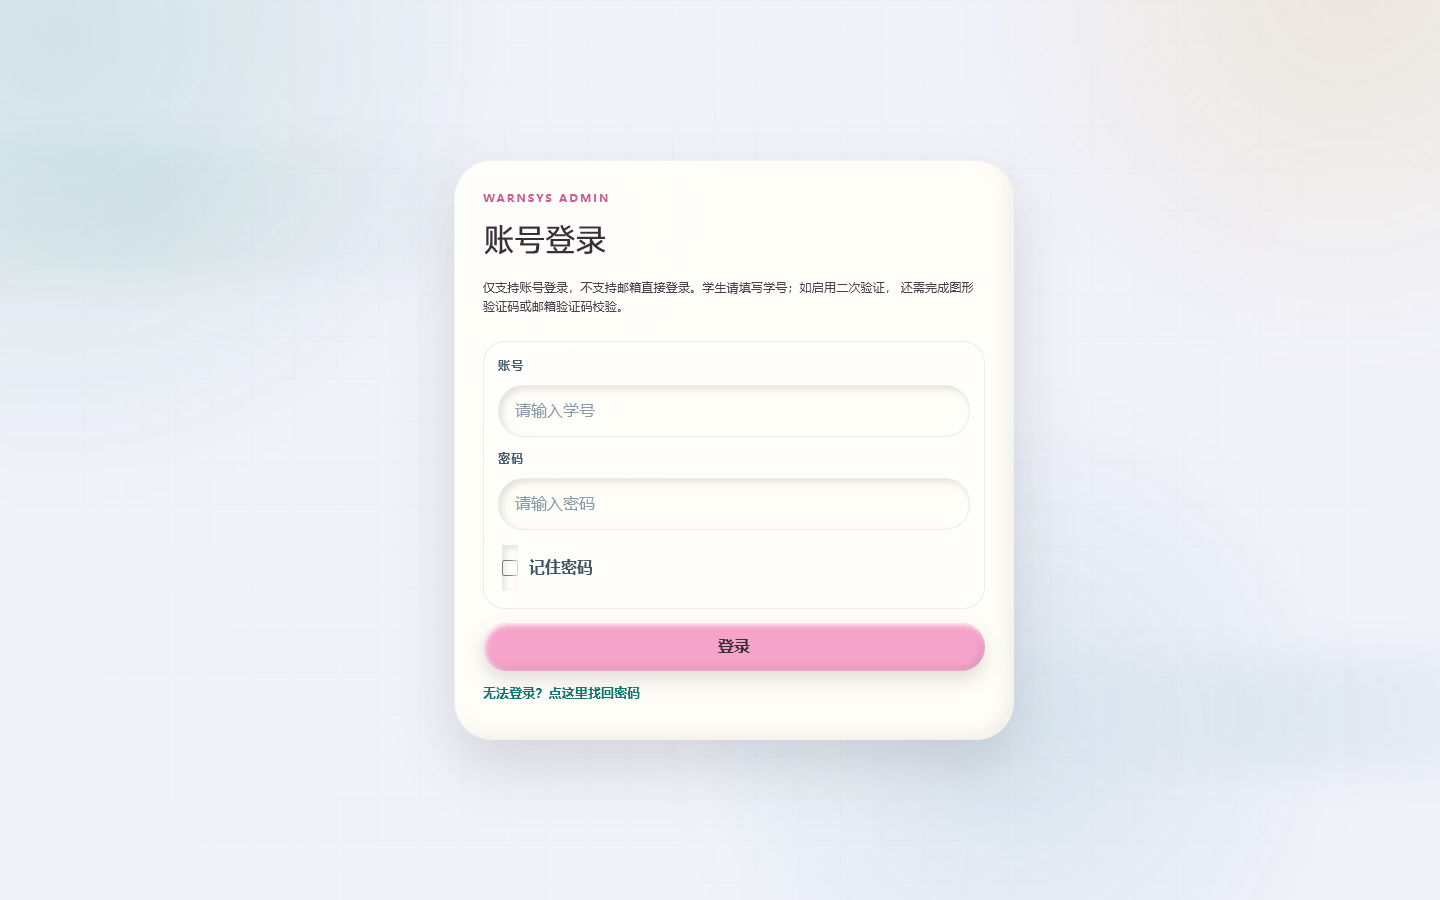 WARNSYS ADMIN
账号登录
仅支持账号登录，不支持邮箱直接登录。学生请填写学号；如启用二次验证， 还需完成图形
验证码或邮箱验证码校验。
账号
请输入学号
密码
请输入密码
记住密码
登录
无法登录？点这里找回密码